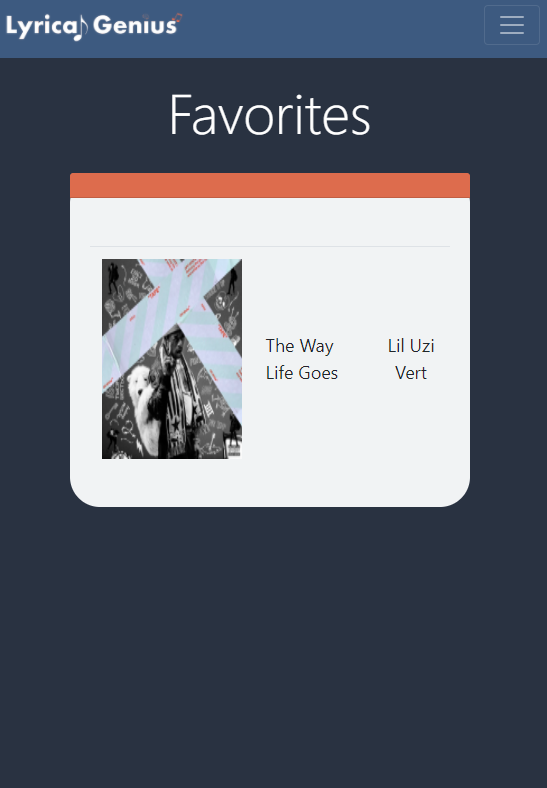 Lyrical Genius
Favorites
The Way
Life Goes
Lil Uzi
Vert